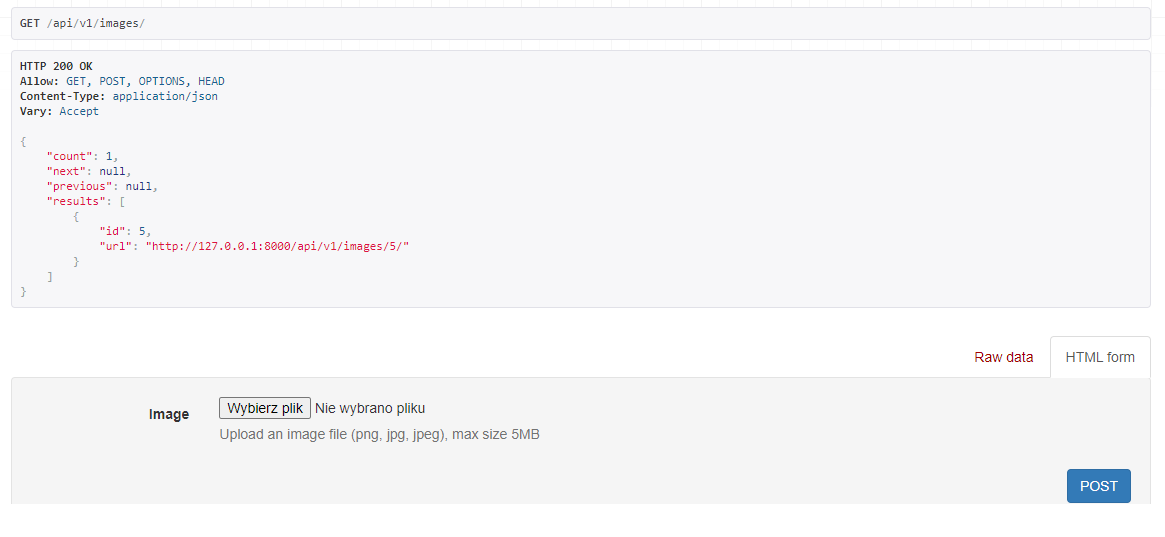 GET /api/v1/images/
HTTP 200 OK
Allow: GET, POST, OPTIONS, HEAD
Content-Type: application/json
Vary: Accept
{
    "count": 1,
    "next": null,
    "previous": null,
    "results": [
        {
            "id": 5,
            "url": "http://127.0.0.1:8000/api/v1/images/5/"
        }
    ]
}
Raw data HTML form
Image Wybierz plik Nie wybrano pliku
Upload an image file (png, jpg, jpeg), max size 5MB
POST